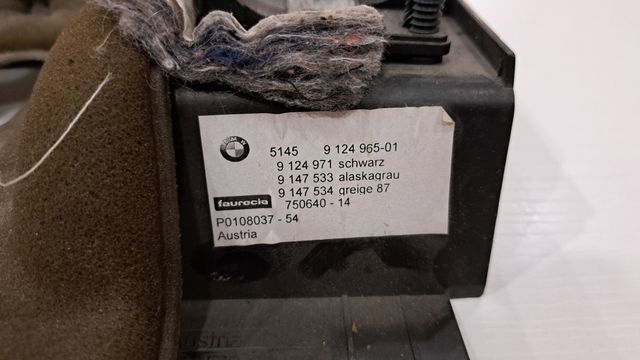 BMW
5145 9 124 965-01
9 124 971 schwarz
9 147 533 alaskagrau
9 147 534 greige 87
faurecia 750640 - 14
P0108037 - 54
Austria